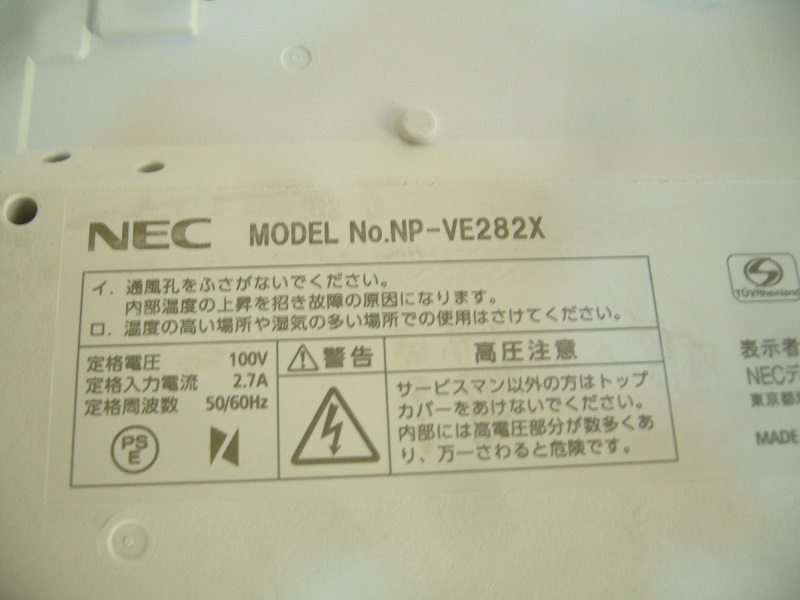 NEC MODEL No.NP-VE282X
イ. 通風孔をふさがないでください。
内部温度の上昇を招き故障の原因になります。
ロ. 温度の高い場所や湿気の多い場所での使用はさけてください。
定格電圧 100V
定格入力電流 2.7A
定格周波数 50/60Hz
PS
E
警告
高圧注意
サービスマン以外の方はトップ
カバーをあけないでください。
内部には高電圧部分が数多くあ
り、万一さわると危険です。
TÜVRheinland
表示者
NECデ
東京都
MADE